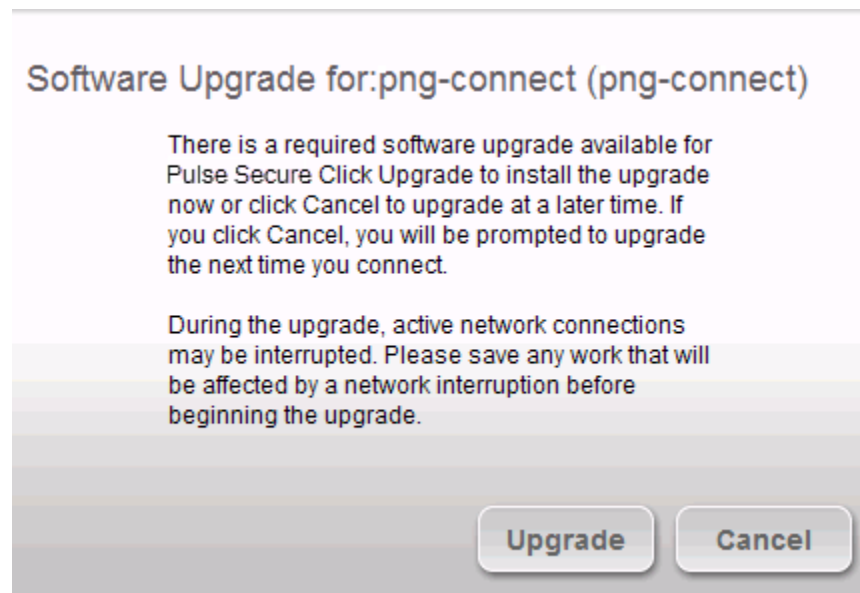 Software Upgrade for:png-connect (png-connect)
There is a required software upgrade available for
Pulse Secure Click Upgrade to install the upgrade
now or click Cancel to upgrade at a later time. If
you click Cancel, you will be prompted to upgrade
the next time you connect.
During the upgrade, active network connections
may be interrupted. Please save any work that will
be affected by a network interruption before
beginning the upgrade.
Upgrade
Cancel